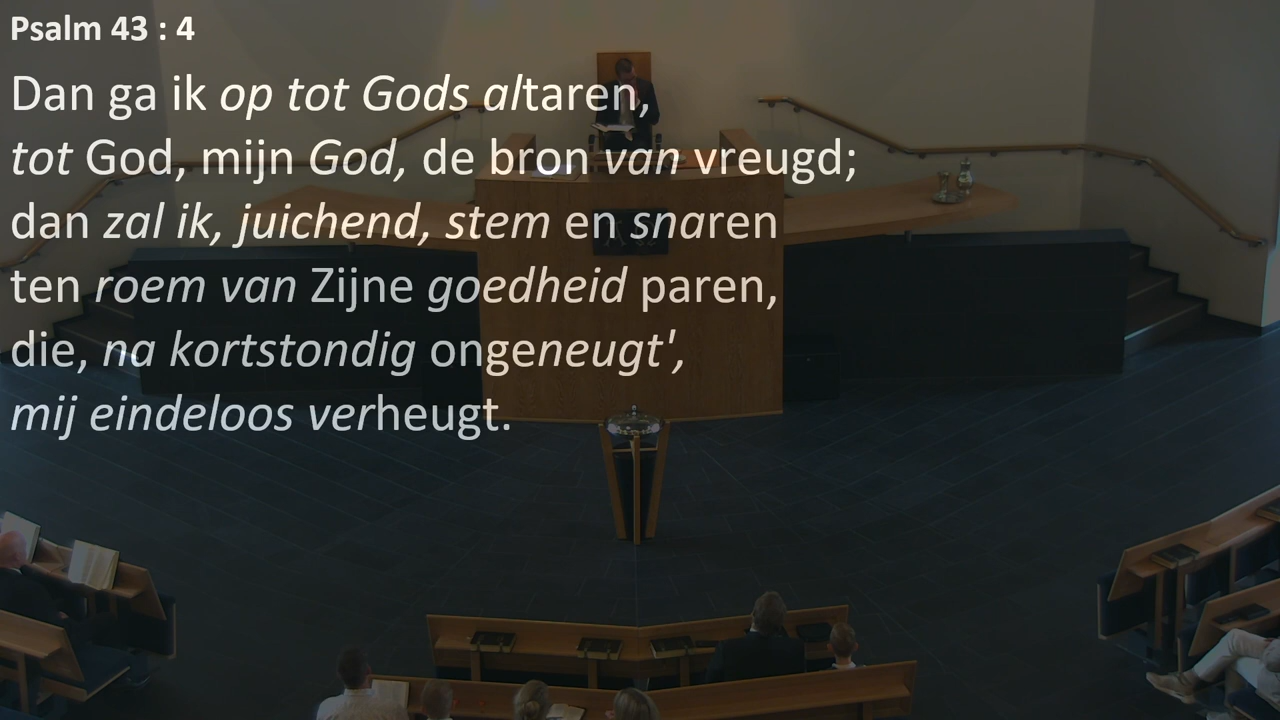 Psalm 43 : 4
Dan ga ik op tot Gods altaren,
tot God, mijn God, de bron van vreugd;
dan zal ik, juichend, stem en snaren
ten roem van Zijne goedheid paren,
die, na kortstondig ongeneugt',
mij eindeloos verheugt.